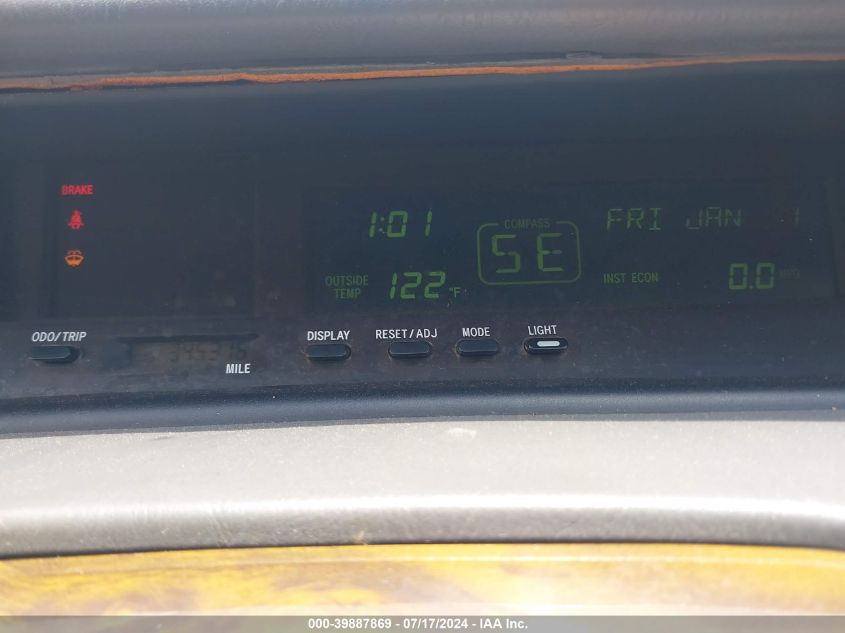 BRAKE
1:01
COMPASS
SE
FRI JAN 1
OUTSIDE
TEMP
122 °F
INST ECON
0.0 MPG
ODO/TRIP
MILE
DISPLAY
RESET/ADJ
MODE
LIGHT
000-39887869 - 07/17/2024 - IAA Inc.